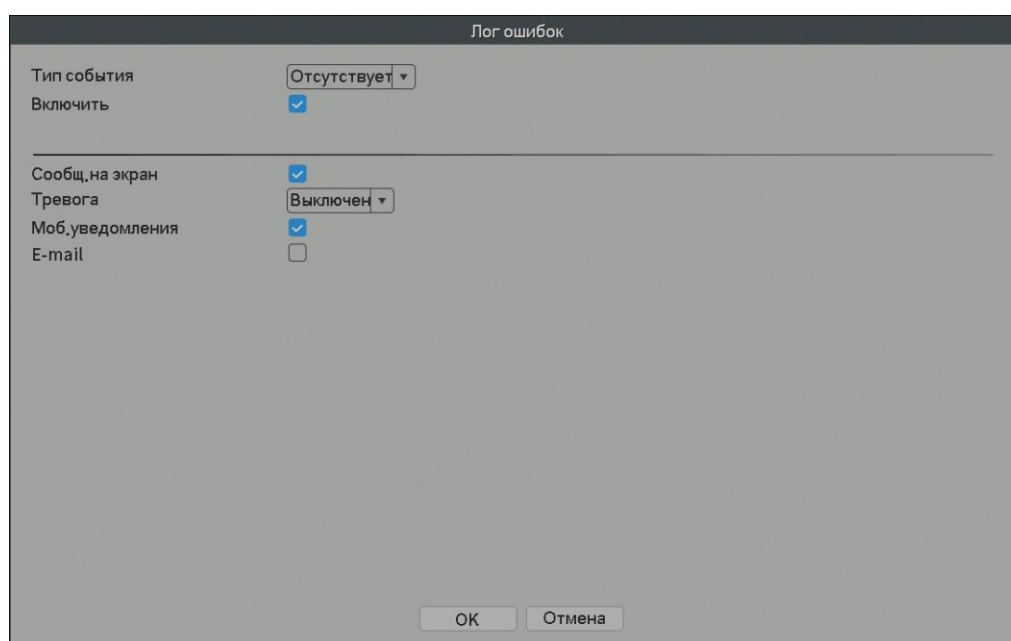 Лог ошибок
Тип события Отсутствует
Включить
Сообщ.на экран
Тревога Выключен
Моб.уведомления
E-mail
OK Отмена